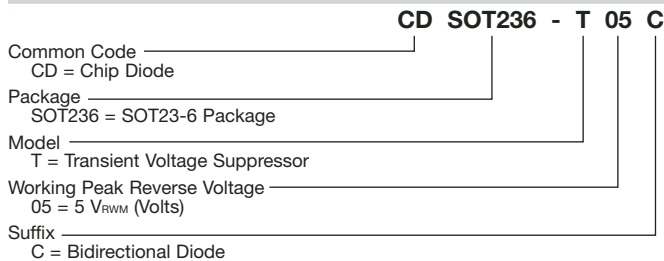 CD SOT236 - T 05 C
Common Code
CD = Chip Diode
Package
SOT236 = SOT23-6 Package
Model
T = Transient Voltage Suppressor
Working Peak Reverse Voltage
05 = 5 VRWM (Volts)
Suffix
C = Bidirectional Diode